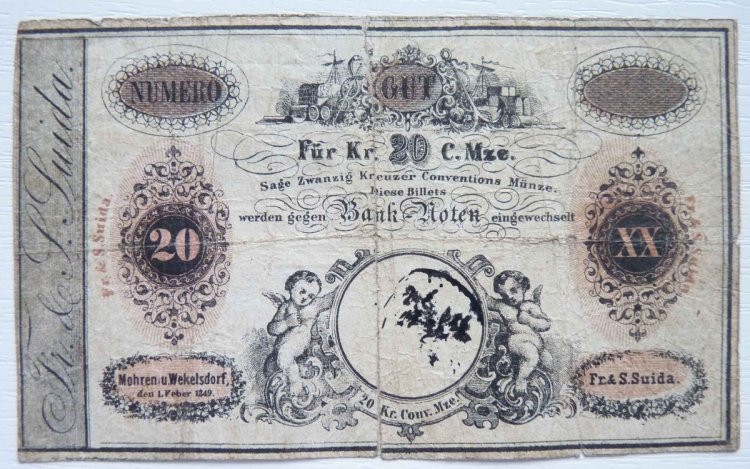 Fr. & S. Suida.
NUMERO
GUT
Für Kr. 20 C. Mze.
Sage Zwanzig Kreuzer Conventions Münze.
Diese Billets
werden gegen Bank-Noten eingewechselt
Fr. & S. Suida.
20
XX
Fr. & S. Suida
Mohren u Wekelsdorf,
den 1. Feber 1849.
20 Kr. Conv. Mze.
Fr. & S. Suida.